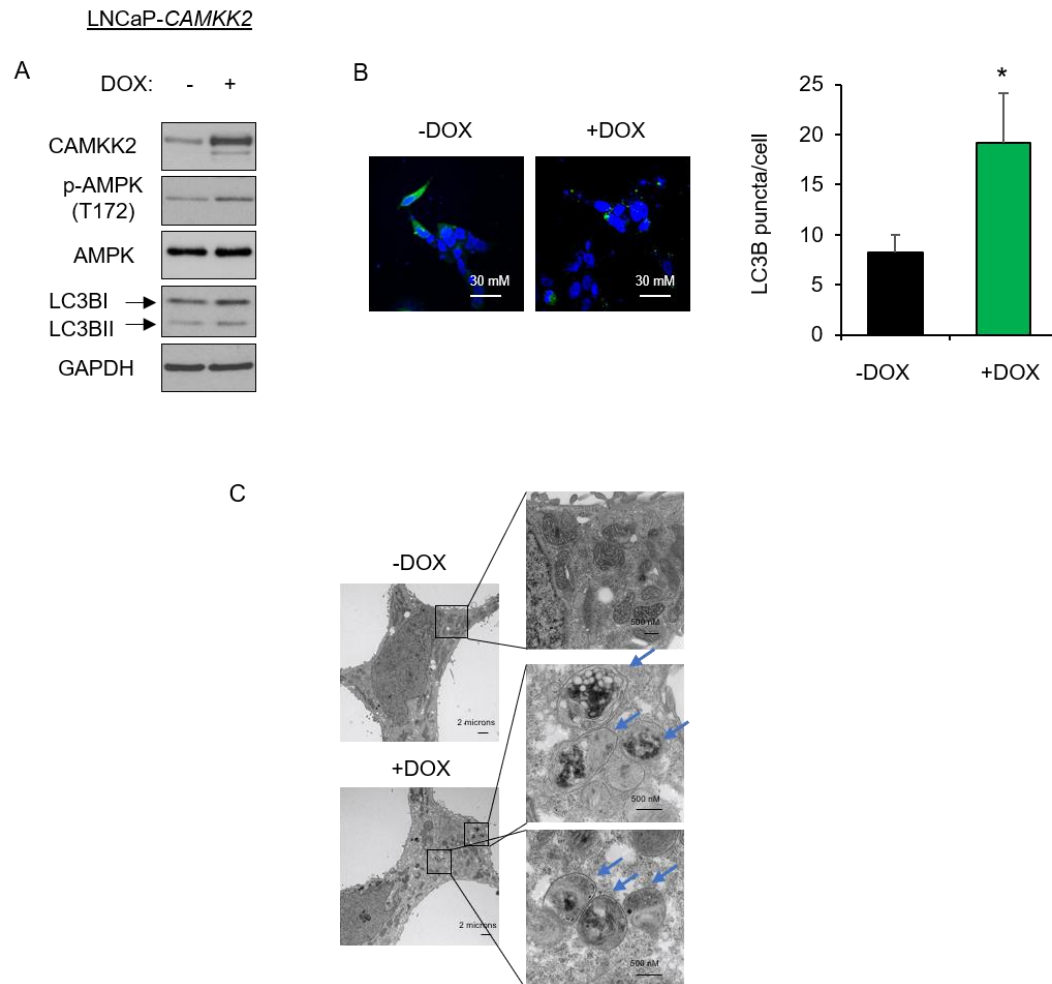 LNCaP-CAMKK2
A
DOX: - +
CAMKK2
p-AMPK
(T172)
AMPK
LC3BI
LC3BII
GAPDH
B
-DOX +DOX
30 mM 30 mM
LC3B puncta/cell
25
20
15
10
5
0
*
-DOX +DOX
C
-DOX
2 microns
500 nm
+DOX
2 microns
500 nM
500 nM